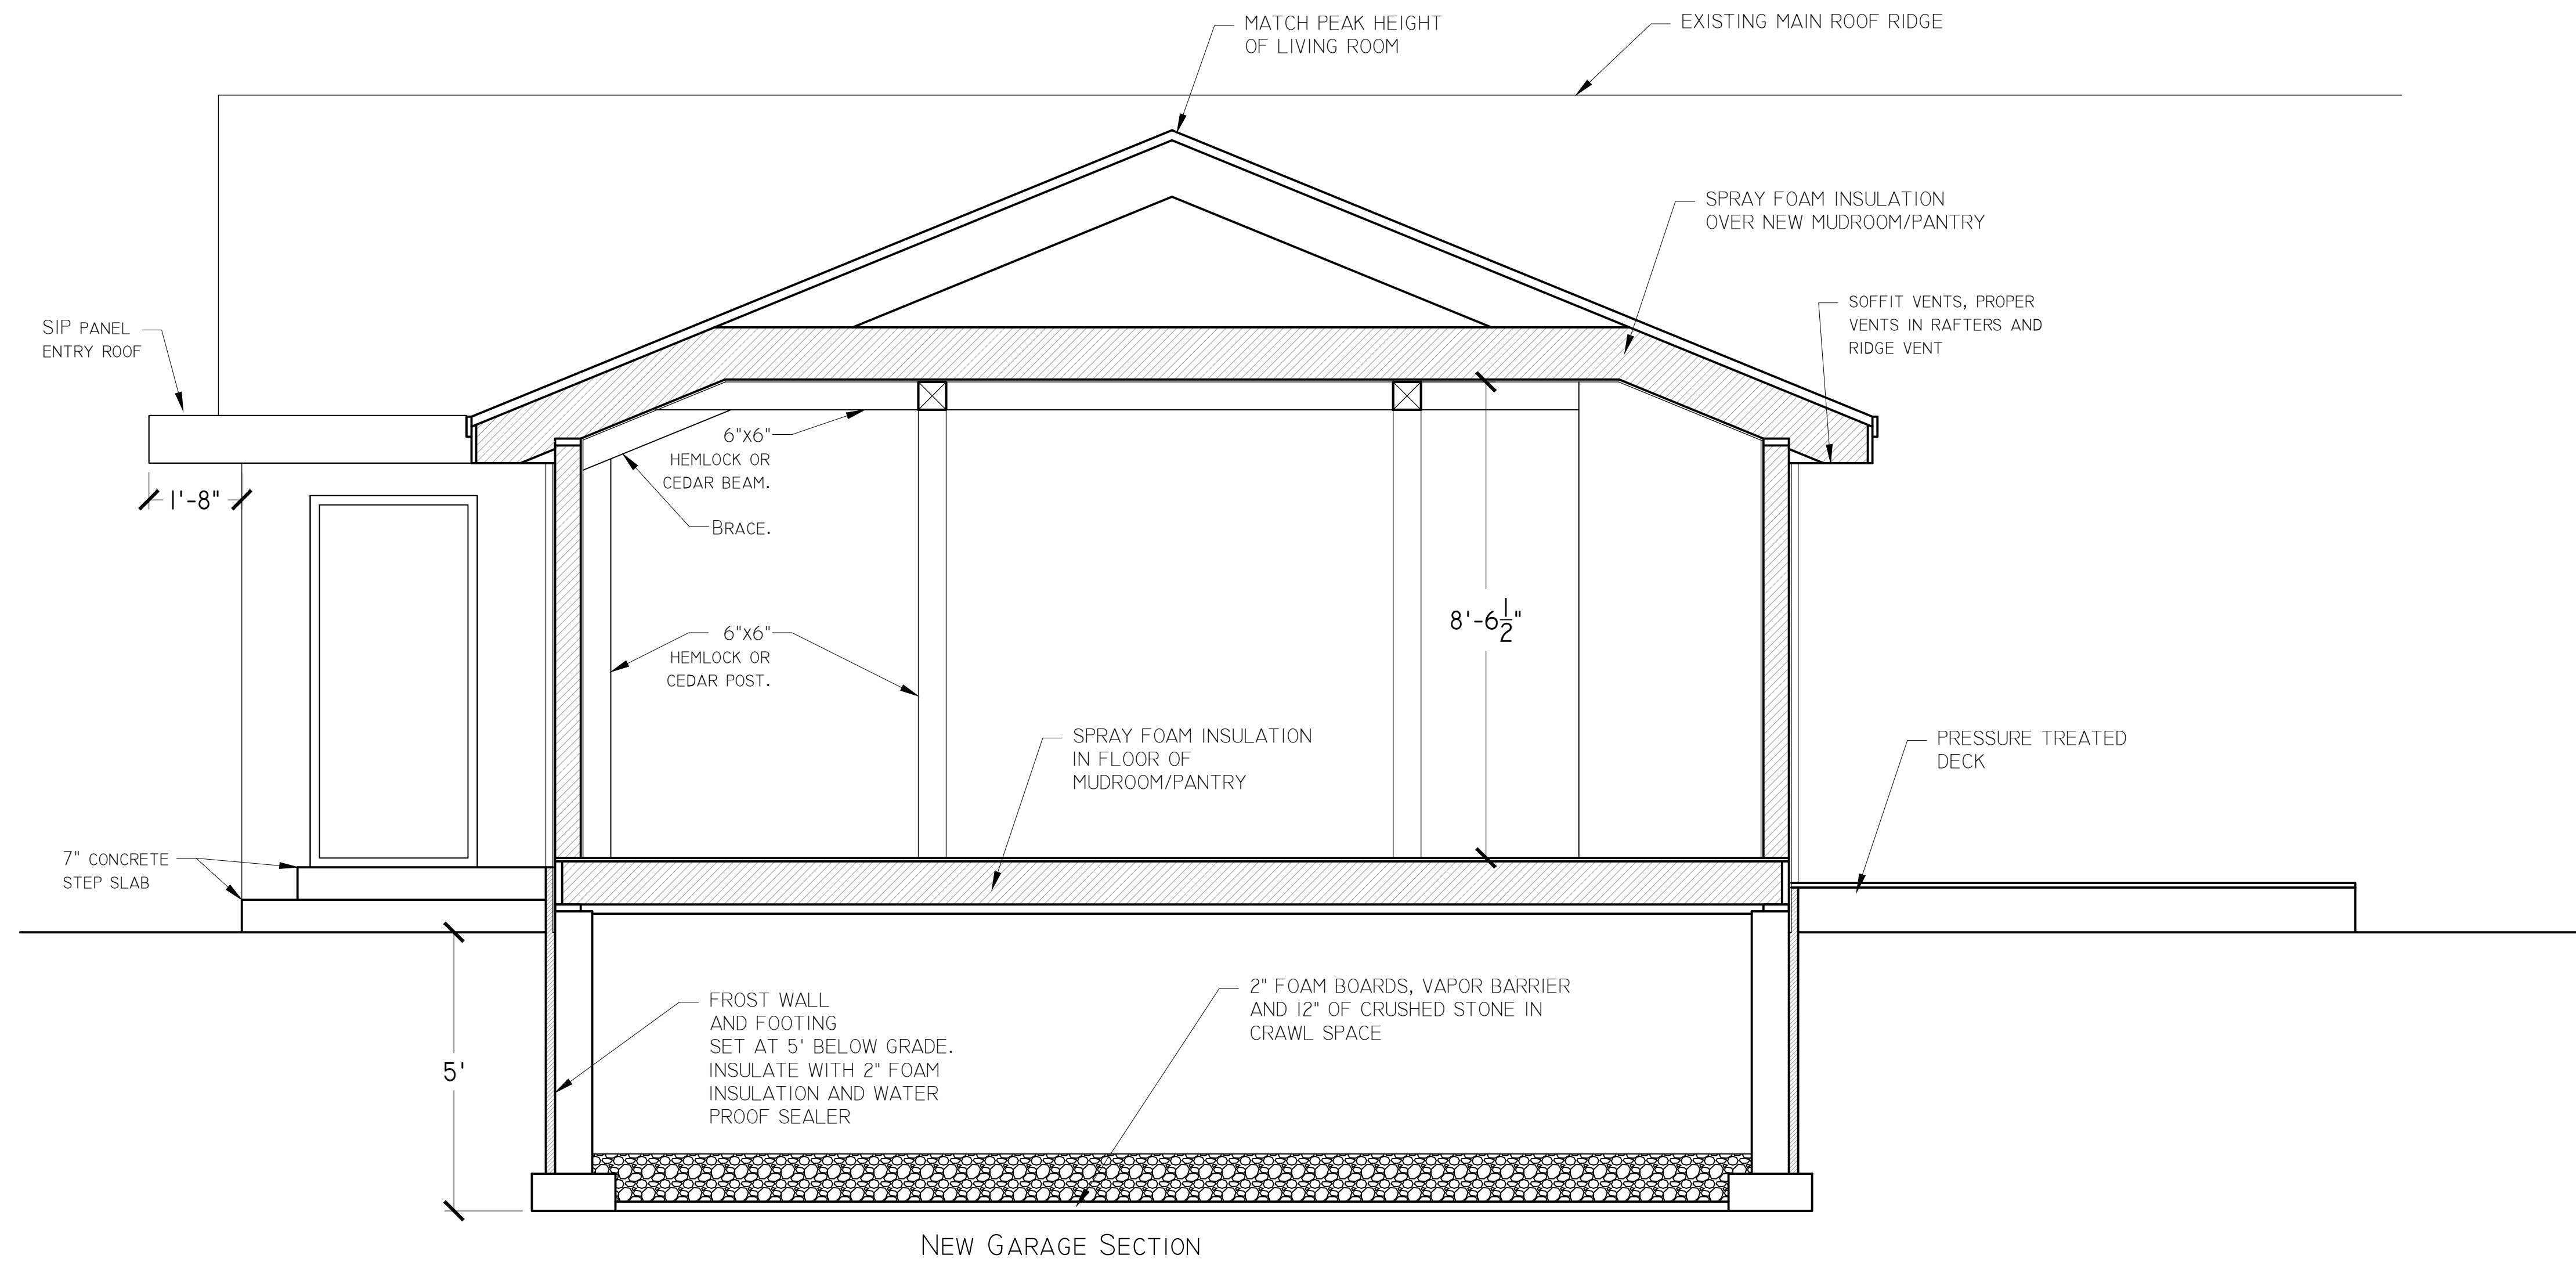 MATCH PEAK HEIGHT
OF LIVING ROOM
EXISTING MAIN ROOF RIDGE
SPRAY FOAM INSULATION
OVER NEW MUDROOM/PANTRY
SOFFIT VENTS, PROPER
VENTS IN RAFTERS AND
RIDGE VENT
SIP PANEL
ENTRY ROOF
1'-8"
6"X6"
HEMLOCK OR
CEDAR BEAM.
BRACE.
6"X6"
HEMLOCK OR
CEDAR POST.
8'-6 1/2"
SPRAY FOAM INSULATION
IN FLOOR OF
MUDROOM/PANTRY
PRESSURE TREATED
DECK
7" CONCRETE
STEP SLAB
5'
FROST WALL
AND FOOTING
SET AT 5' BELOW GRADE.
INSULATE WITH 2" FOAM
INSULATION AND WATER
PROOF SEALER
2" FOAM BOARDS, VAPOR BARRIER
AND 12" OF CRUSHED STONE IN
CRAWL SPACE
NEW GARAGE SECTION